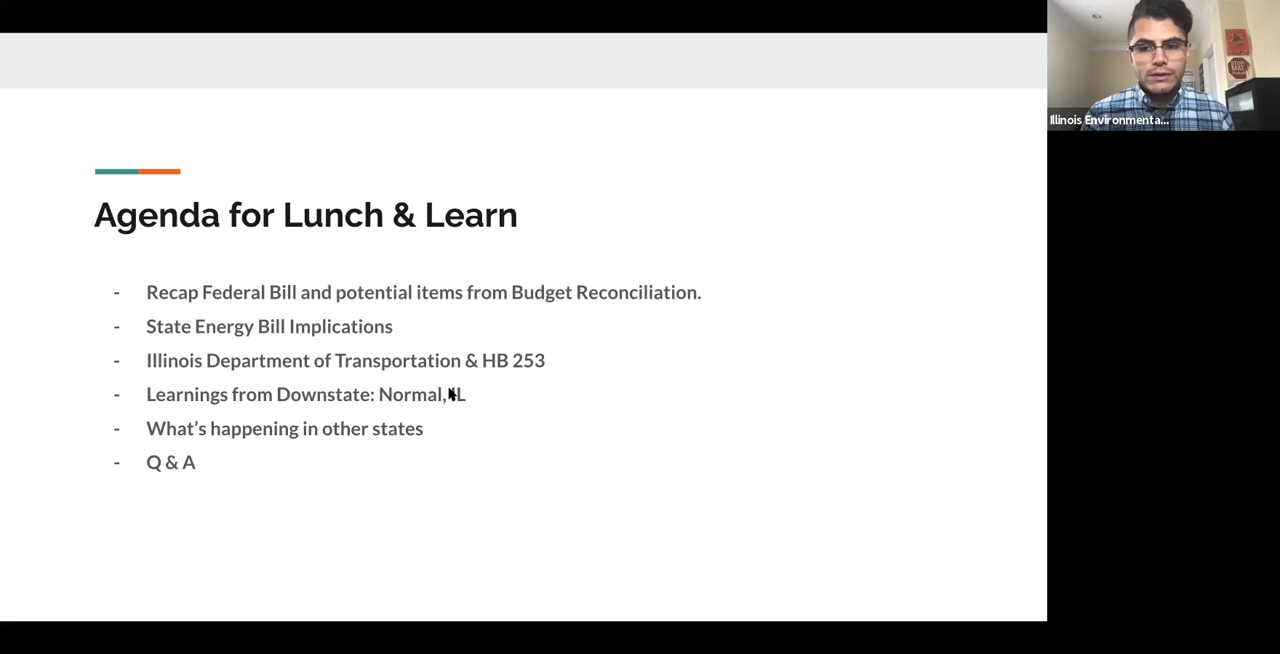 Agenda for Lunch & Learn
- Recap Federal Bill and potential items from Budget Reconciliation.
- State Energy Bill Implications
- Illinois Department of Transportation & HB 253
- Learnings from Downstate: Normal, IL
- What’s happening in other states
- Q & A
Illinois Environmenta...
STOP